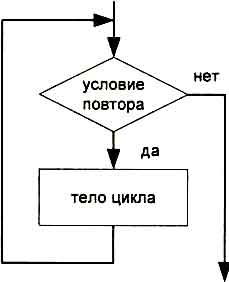 условие
повтора
нет
да
тело цикла